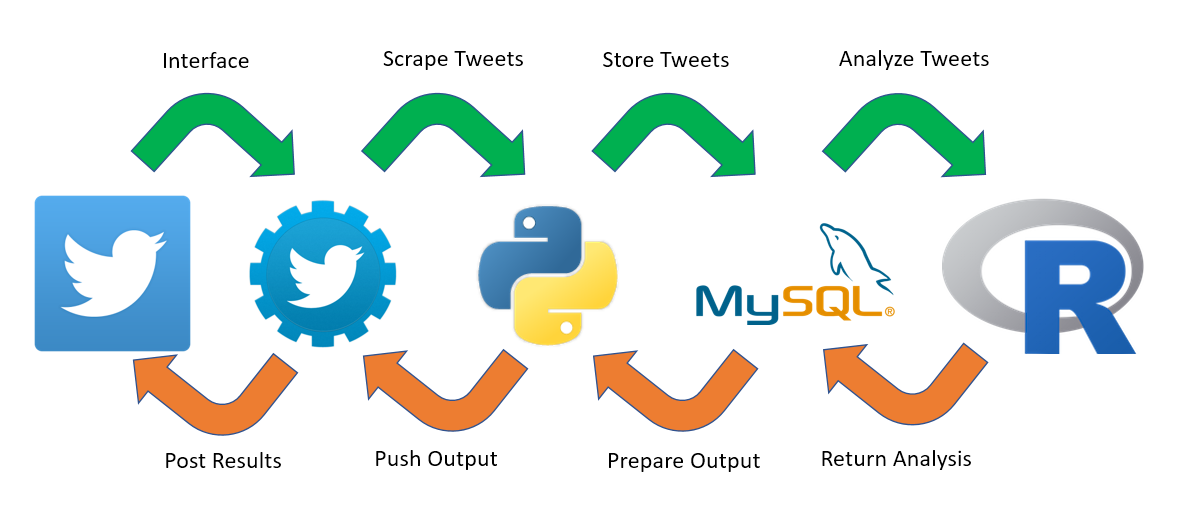 Interface
Scrape Tweets
Store Tweets
Analyze Tweets
MySQL®
R
Post Results
Push Output
Prepare Output
Return Analysis